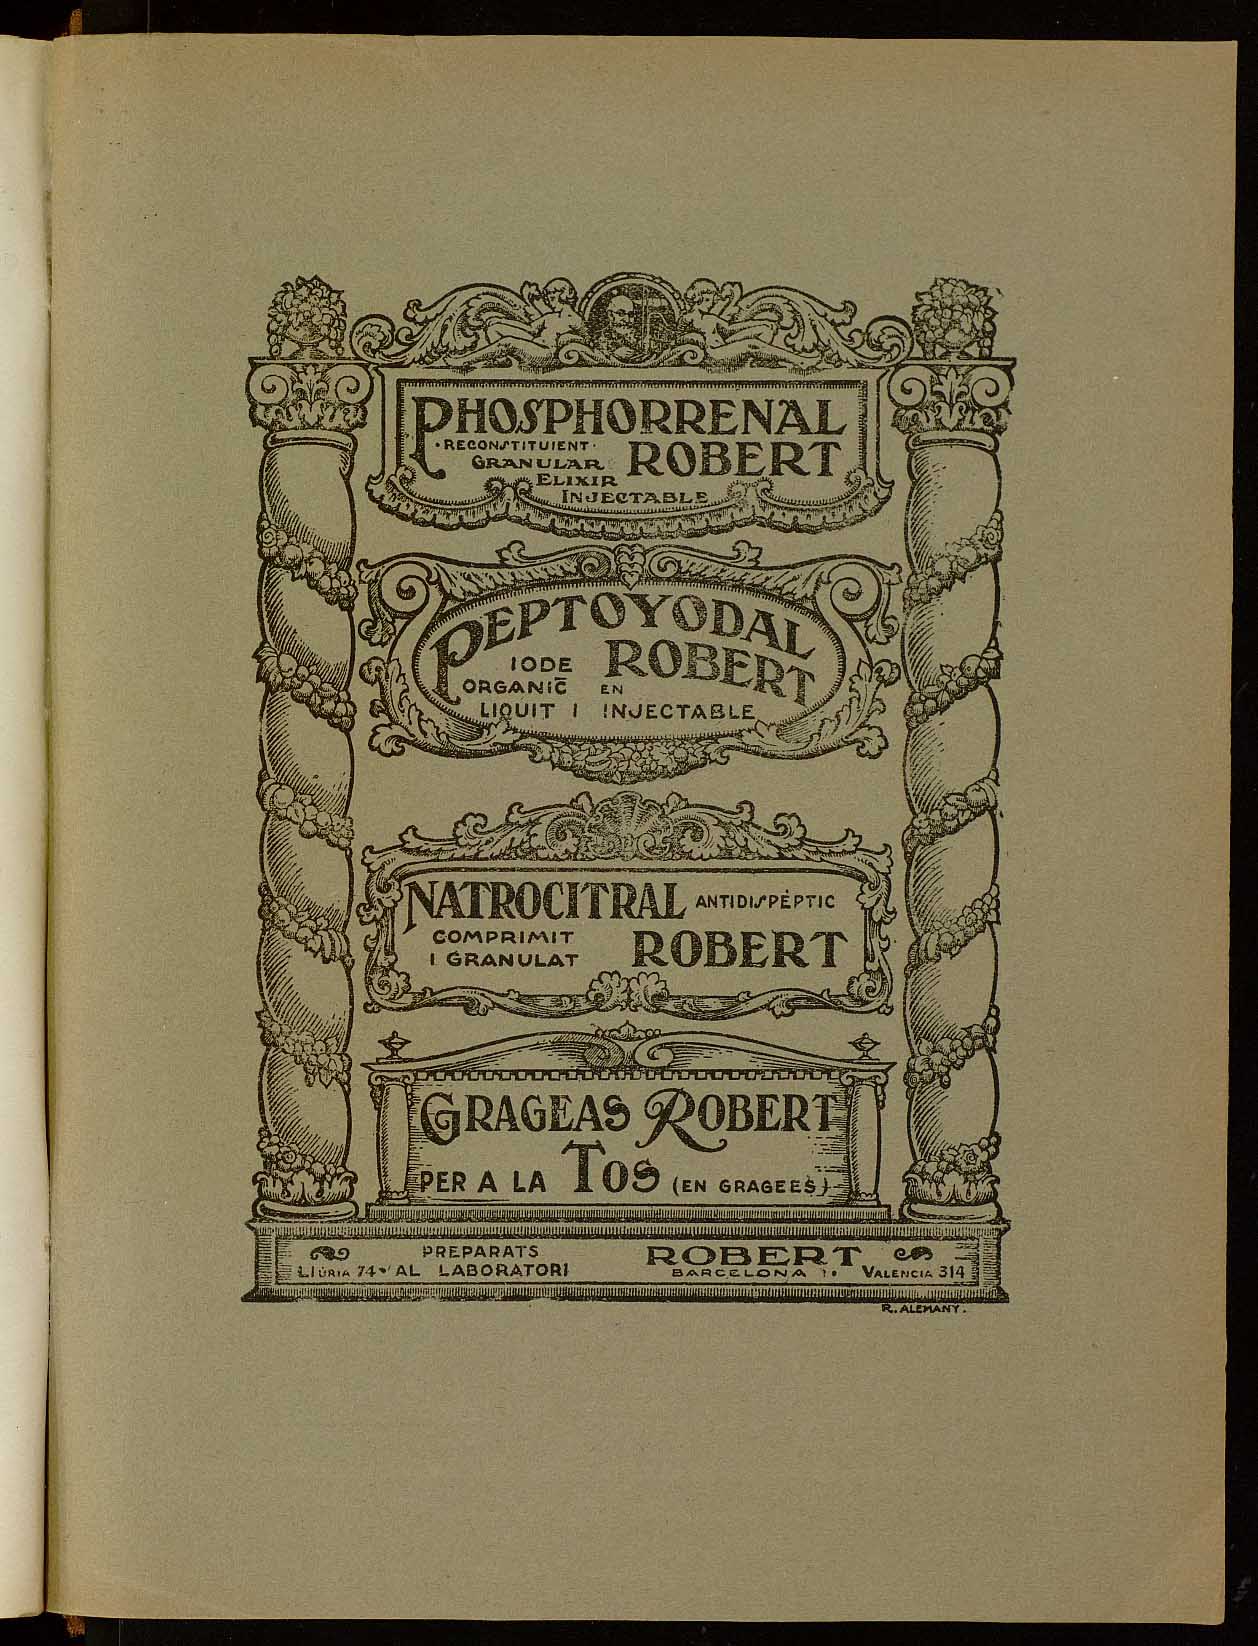 PHOSPHORRENAL
· RECONSTITUIENT · ROBERT
GRANULAR
ELIXIR
INJECTABLE
PEPTOYODAL
IODE ROBERT
ORGANIC EN
LIQUIT I INJECTABLE
NATROCITRAL ANTIDISPÈPTIC
COMPRIMIT ROBERT
I GRANULAT
GRAGEAS ROBERT
PER A LA TOS (EN GRAGEES)
PREPARATS ROBERT
LLÚRIA 74 · AL LABORATORI BARCELONA VALENCIA 314
R. ALEMANY.